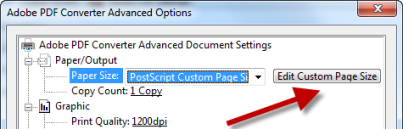 Adobe PDF Converter Advanced Options
Adobe PDF Converter Advanced Document Settings
Paper/Output
Paper Size: PostScript Custom Page Si Edit Custom Page Size
Copy Count: 1 Copy
Graphic
Print Quality: 1200dpi